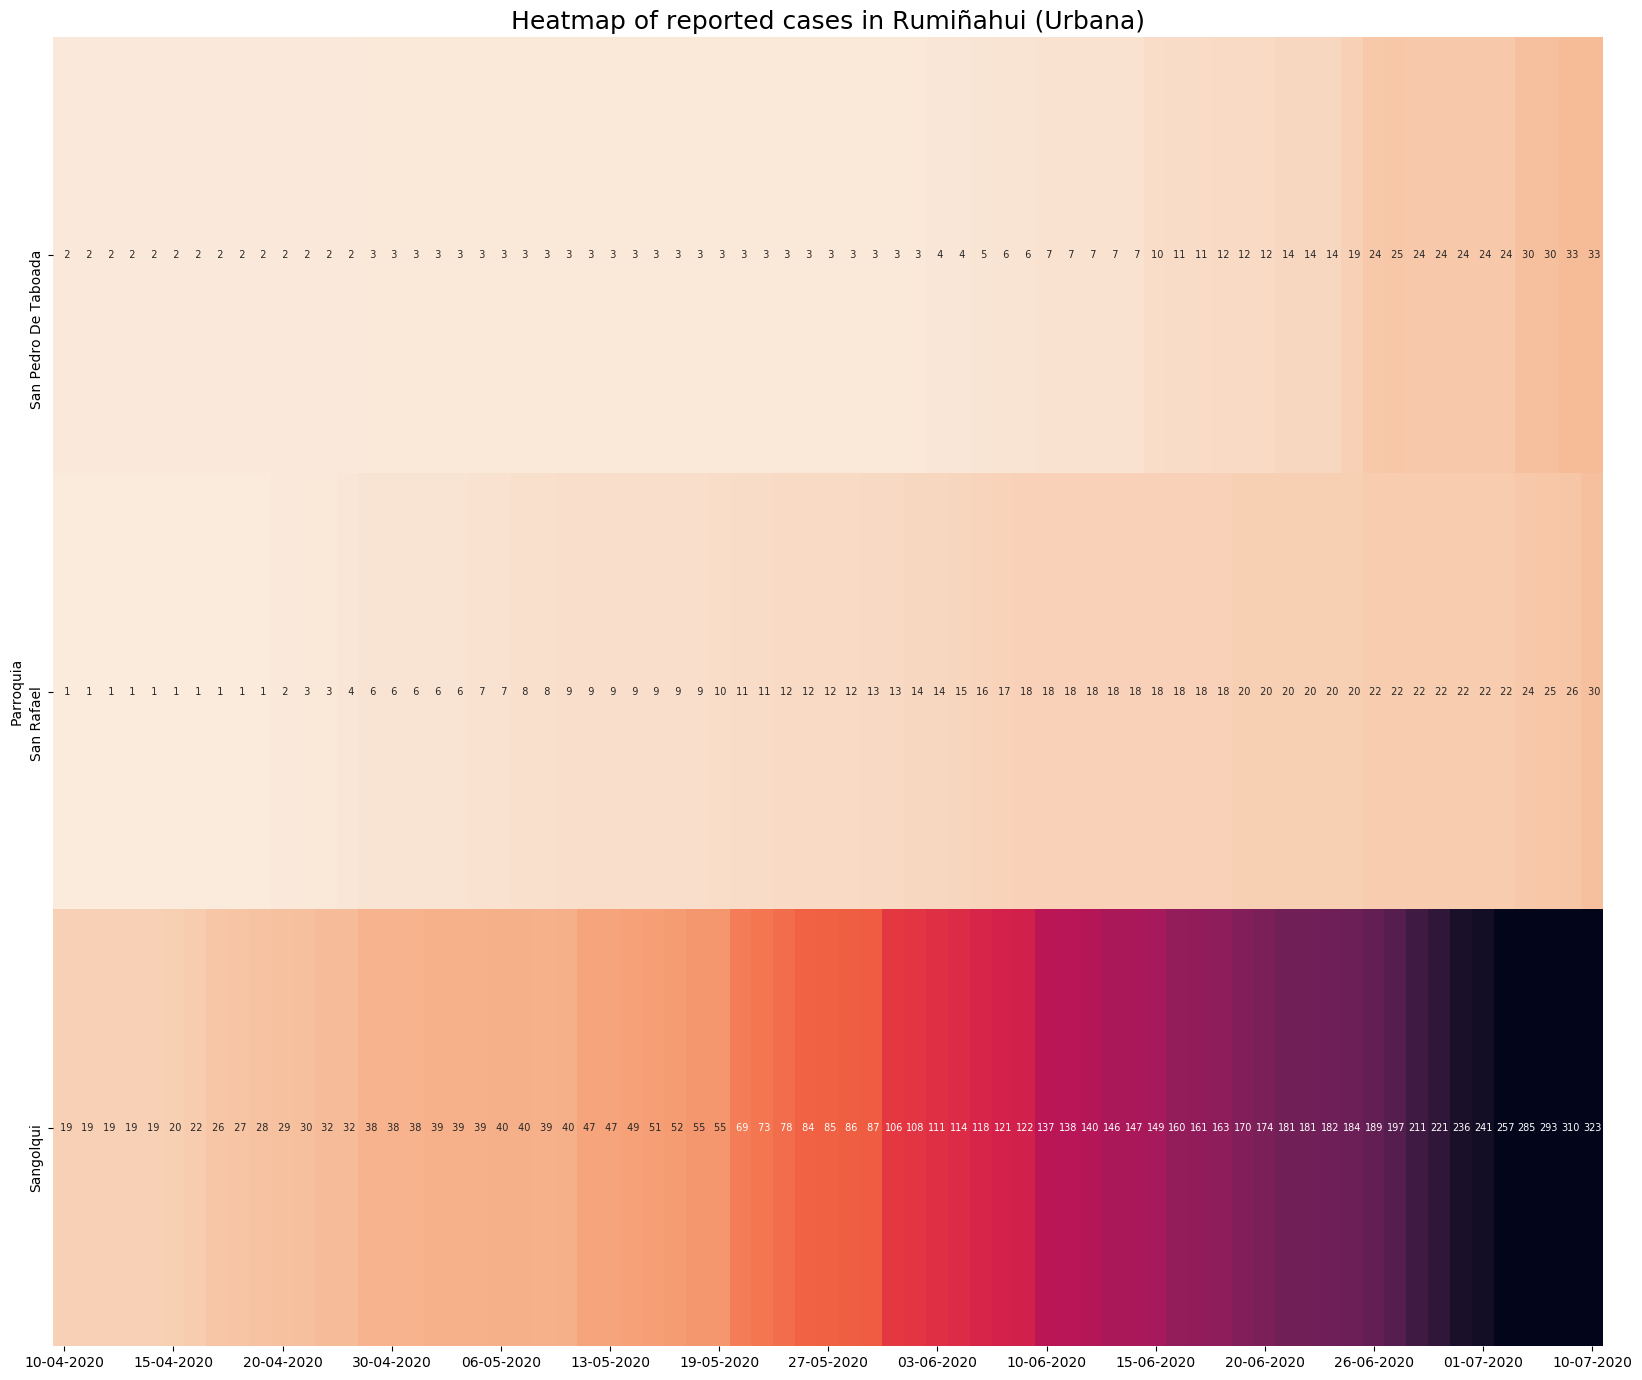 Heatmap of reported cases in Rumiñahui (Urbana)
Parroquia
San Pedro De Taboada
2 2 2 2 2 2 2 2 2 2 2 2 2 2 3 3 3 3 3 3 3 3 3 3 3 3 3 3 3 3 3 3 3 3 3 3 3 3 3 3 4 4 5 6 6 7 7 7 7 7 10 11 11 12 12 12 14 14 14 19 24 25 24 24 24 24 24 30 30 33 33
San Rafael
1 1 1 1 1 1 1 1 1 1 2 3 3 4 6 6 6 6 6 7 7 8 8 9 9 9 9 9 9 9 10 11 11 12 12 12 12 13 13 14 14 15 16 17 18 18 18 18 18 18 18 18 18 18 20 20 20 20 20 20 22 22 22 22 22 22 22 24 25 26 30
Sangolqui
19 19 19 19 19 20 22 26 27 28 29 30 32 32 38 38 38 39 39 39 40 40 39 40 47 47 49 51 52 55 55 69 73 78 84 85 86 87 106 108 111 114 118 121 122 137 138 140 146 147 149 160 161 163 170 174 181 181 182 184 189 197 211 221 236 241 257 285 293 310 323
10-04-2020 15-04-2020 20-04-2020 30-04-2020 06-05-2020 13-05-2020 19-05-2020 27-05-2020 03-06-2020 10-06-2020 15-06-2020 20-06-2020 26-06-2020 01-07-2020 10-07-2020